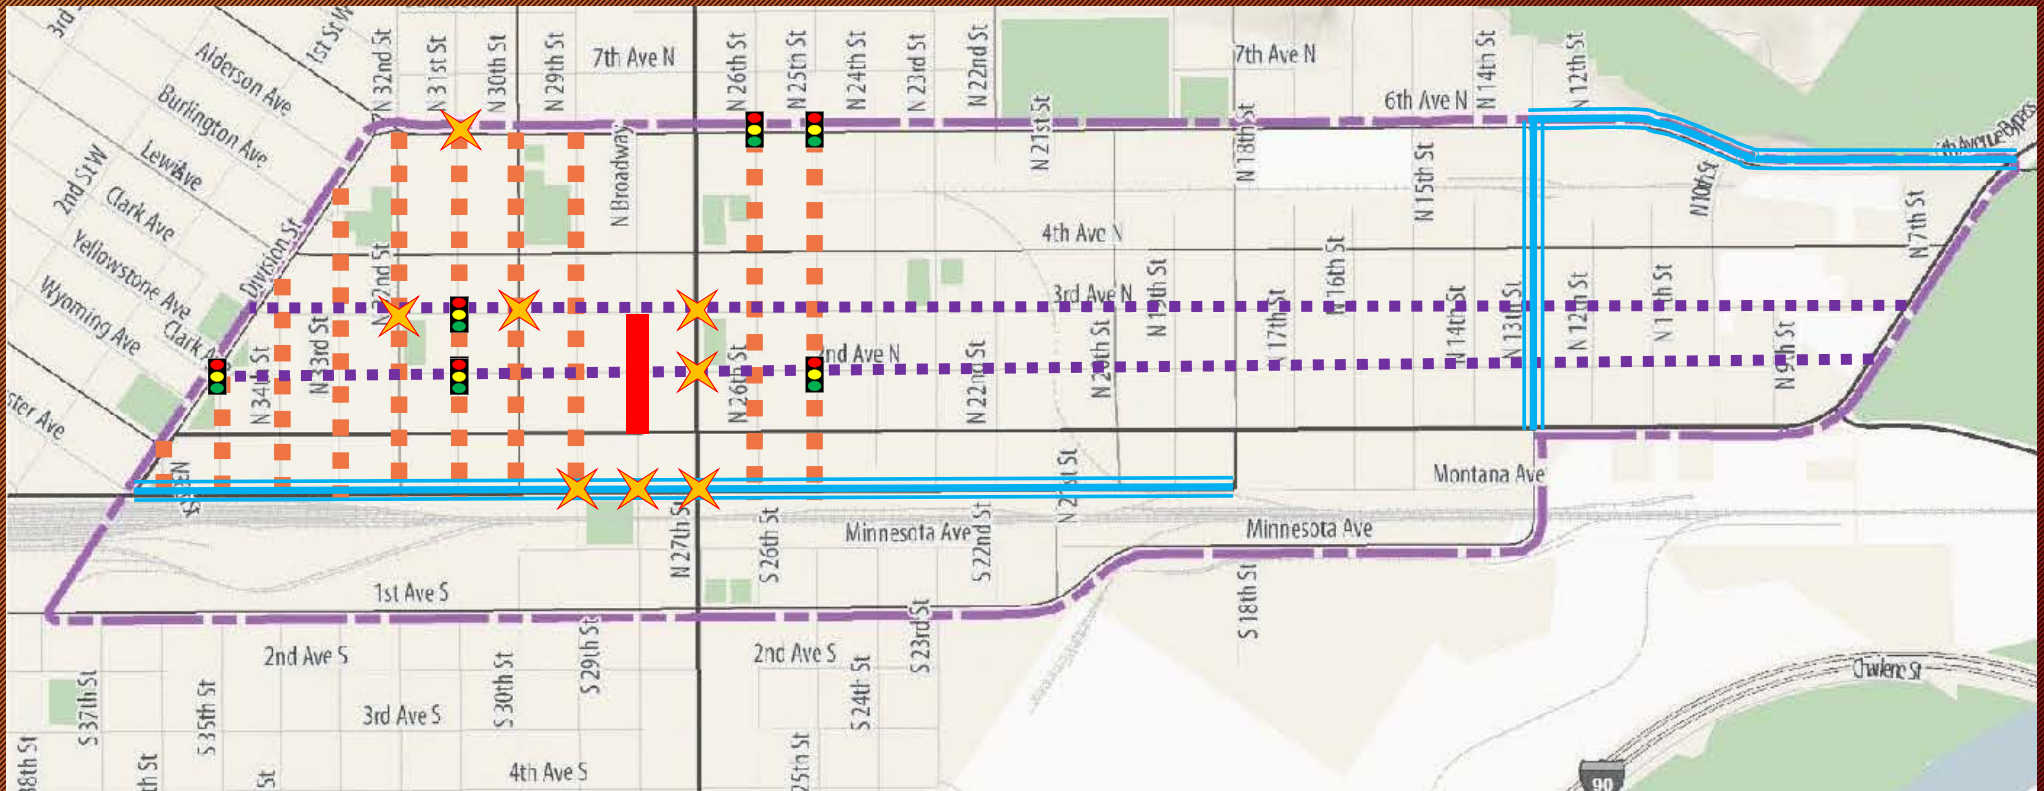 1st St W
N 32nd St
N 31st St
N 30th St
N 29th St
7th Ave N
N 26th St
N 25th St
N 24th St
N 23rd St
N 22nd St
7th Ave N
N 14th St
N 12th St
Alderson Ave
Burlington Ave
6th Ave N
Lewis Ave
2nd St W
N Broadway
N 21st St
N 18th St
N 15th St
N 10th St
Clark Ave
Yellowstone Ave
Division St
4th Ave N
N 7th St
Wyoming Ave
N 32nd St
3rd Ave N
N 19th St
N 16th St
N 17th St
N 14th St
N 13th St
N 12th St
N 11th St
Clark
N 34th St
N 33rd St
N 26th St
2nd Ave N
N 22nd St
N 20th St
N 9th St
Montana Ave
N 27th St
S 26th St
Minnesota Ave
S 22nd St
Minnesota Ave
1st Ave S
S 18th St
S 29th St
S 23rd St
2nd Ave S
2nd Ave S
S 37th St
S 35th St
S 30th St
S 24th St
Charlene St
3rd Ave S
4th Ave S
90